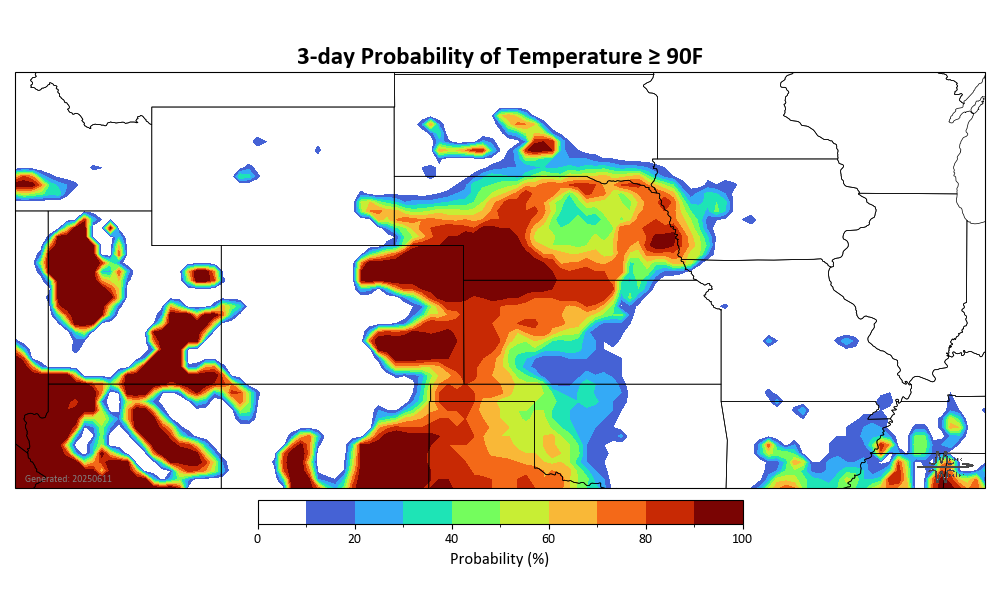 3-day Probability of Temperature ≥ 90F
Generated: 20250611
0 20 40 60 80 100
Probability (%)